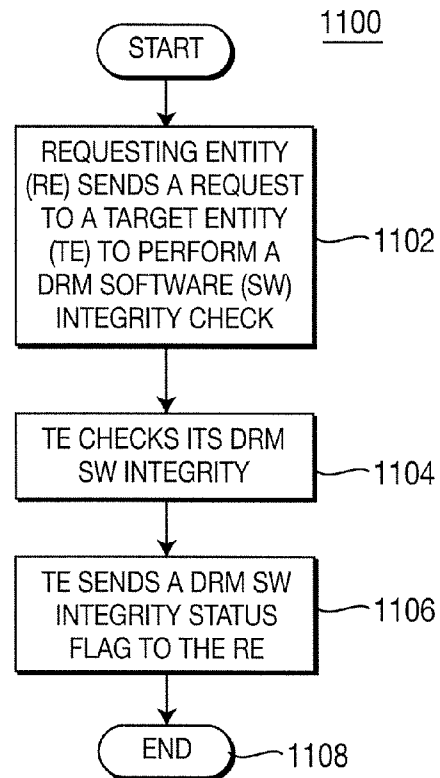 1100
START
REQUESTING ENTITY
(RE) SENDS A REQUEST
TO A TARGET ENTITY
(TE) TO PERFORM A
DRM SOFTWARE (SW)
INTEGRITY CHECK
1102
TE CHECKS ITS DRM
SW INTEGRITY
1104
TE SENDS A DRM SW
INTEGRITY STATUS
FLAG TO THE RE
1106
END
1108